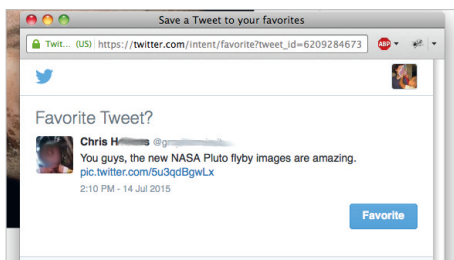 Save a Tweet to your favorites
Twit... (US) https://twitter.com/intent/favorite?tweet_id=6209284673
ABP
Favorite Tweet?
Chris
You guys, the new NASA Pluto flyby images are amazing.
pic.twitter.com/5u3qdBgwLx
2:10 PM - 14 Jul 2015
Favorite